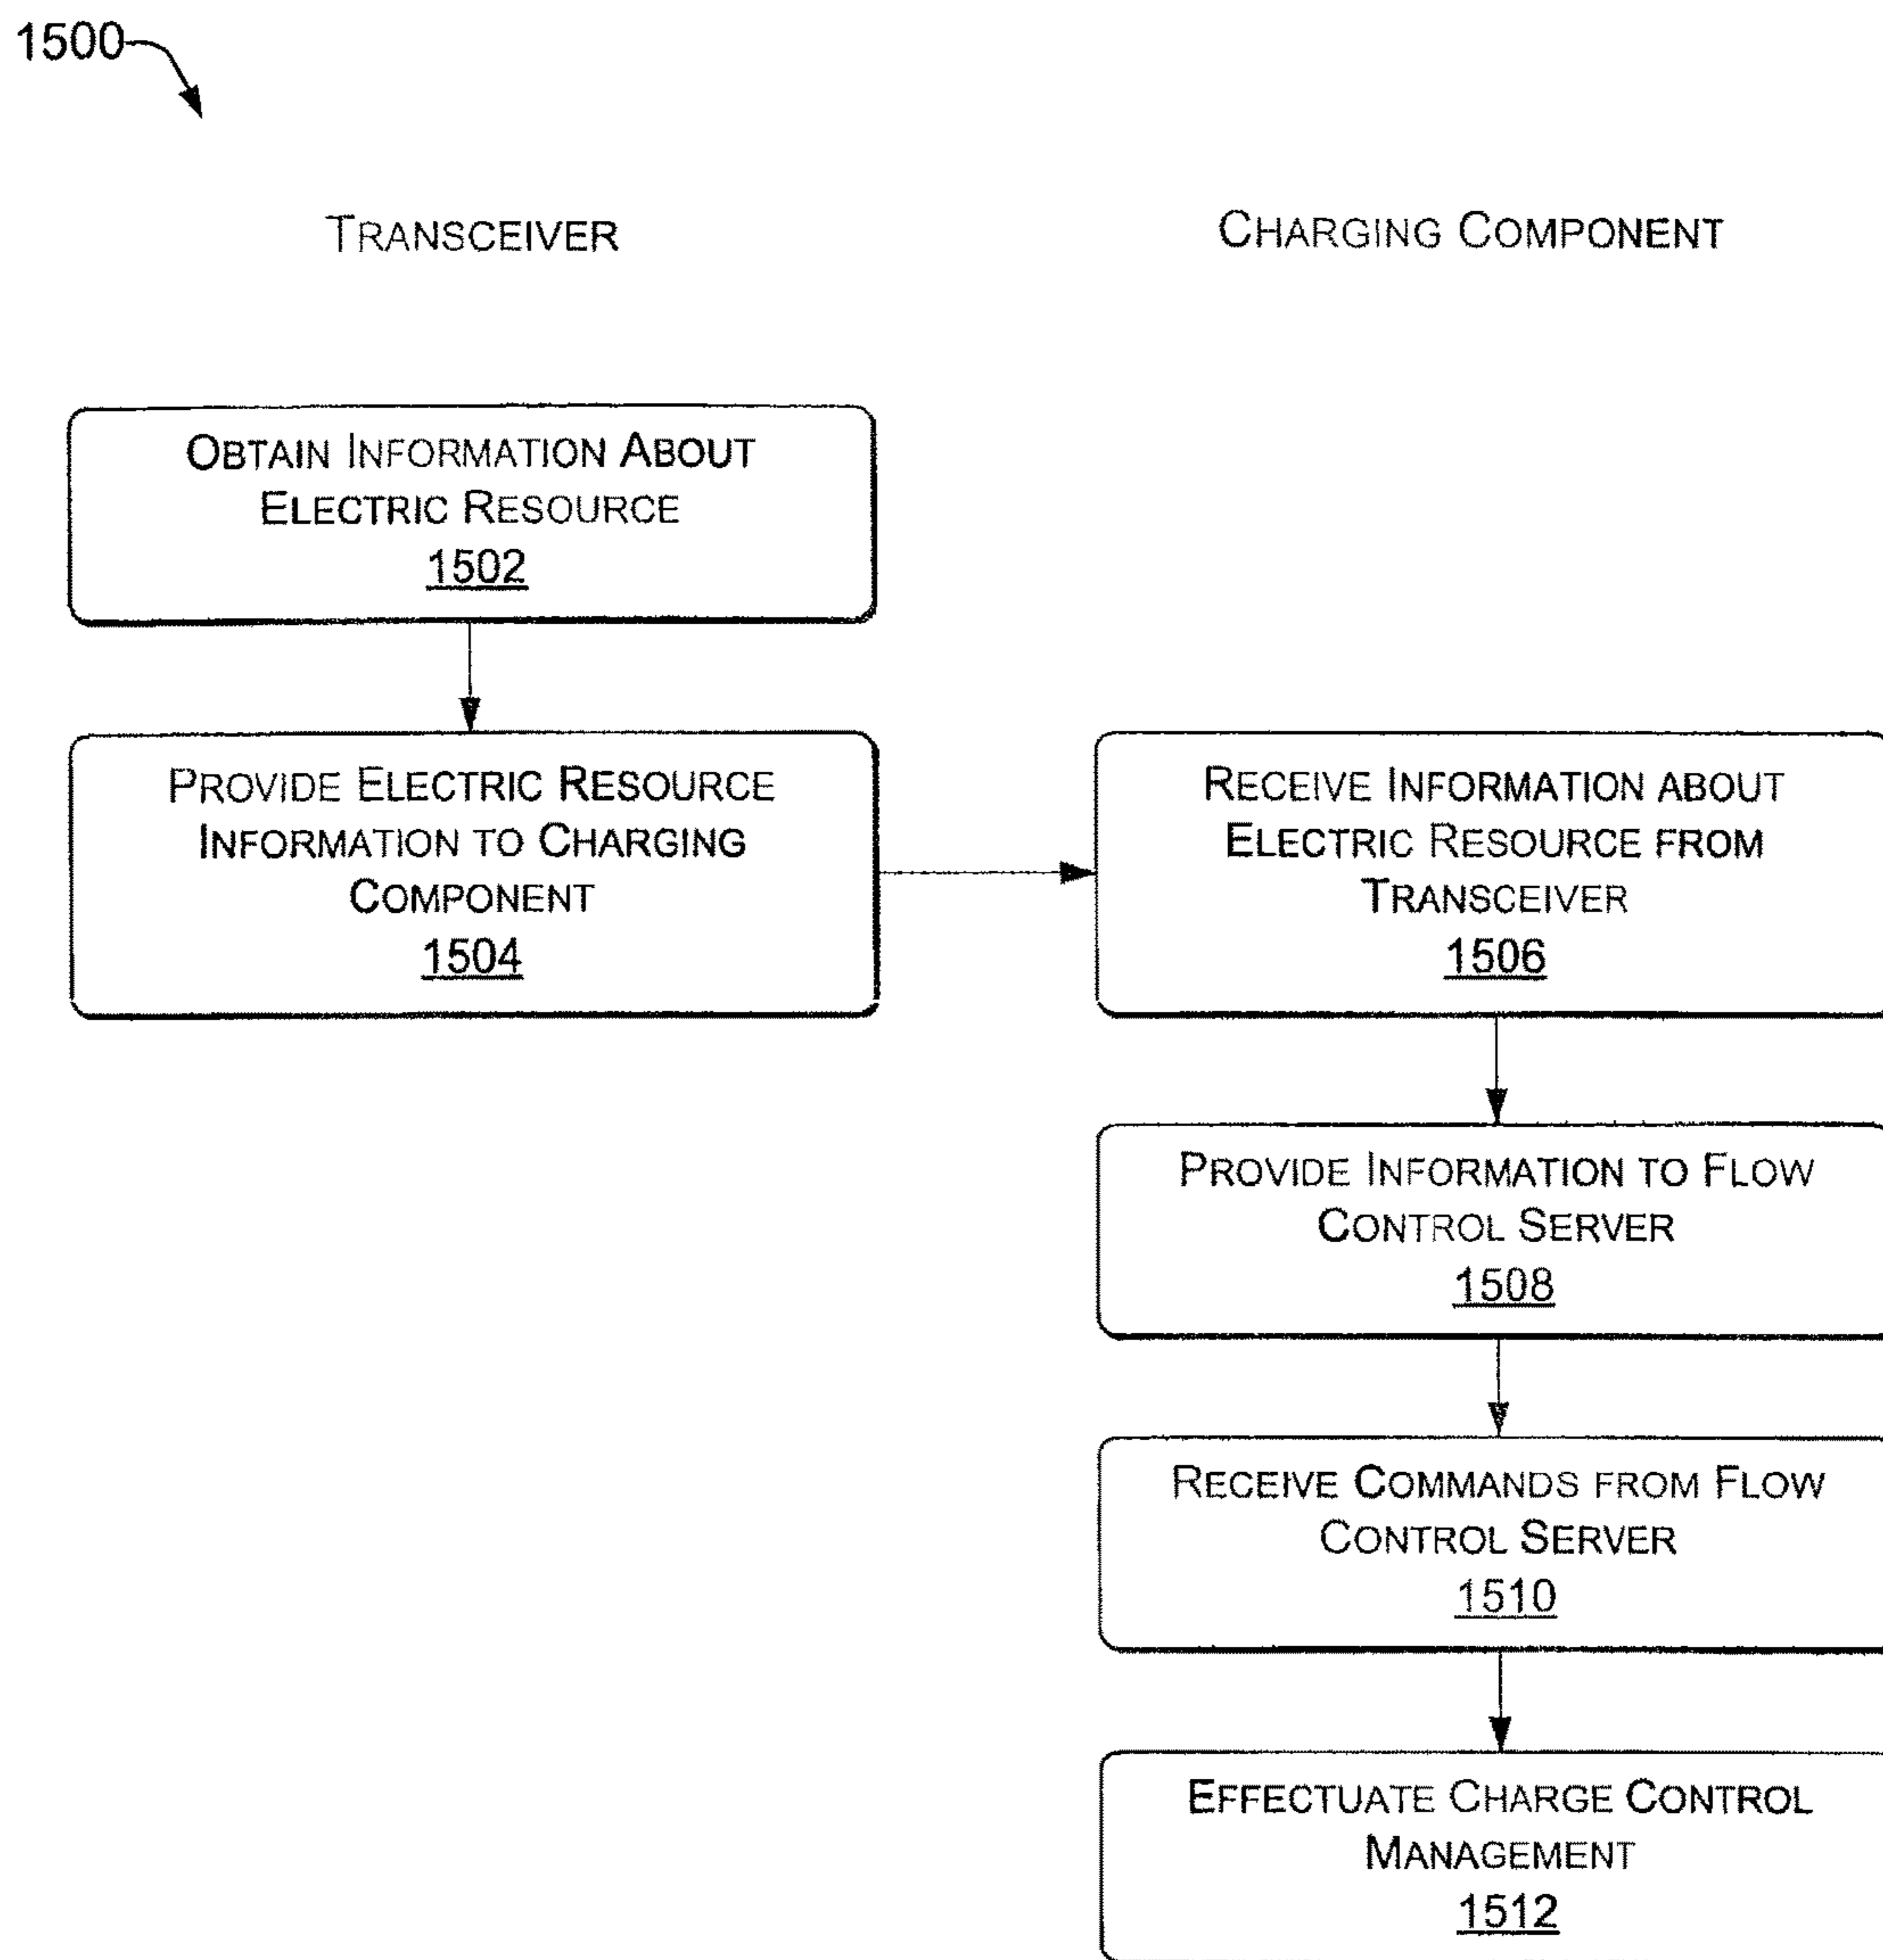 1500
TRANSCEIVER
CHARGING COMPONENT
OBTAIN INFORMATION ABOUT
ELECTRIC RESOURCE
1502
PROVIDE ELECTRIC RESOURCE
INFORMATION TO CHARGING
COMPONENT
1504
RECEIVE INFORMATION ABOUT
ELECTRIC RESOURCE FROM
TRANSCEIVER
1506
PROVIDE INFORMATION TO FLOW
CONTROL SERVER
1508
RECEIVE COMMANDS FROM FLOW
CONTROL SERVER
1510
EFFECTUATE CHARGE CONTROL
MANAGEMENT
1512